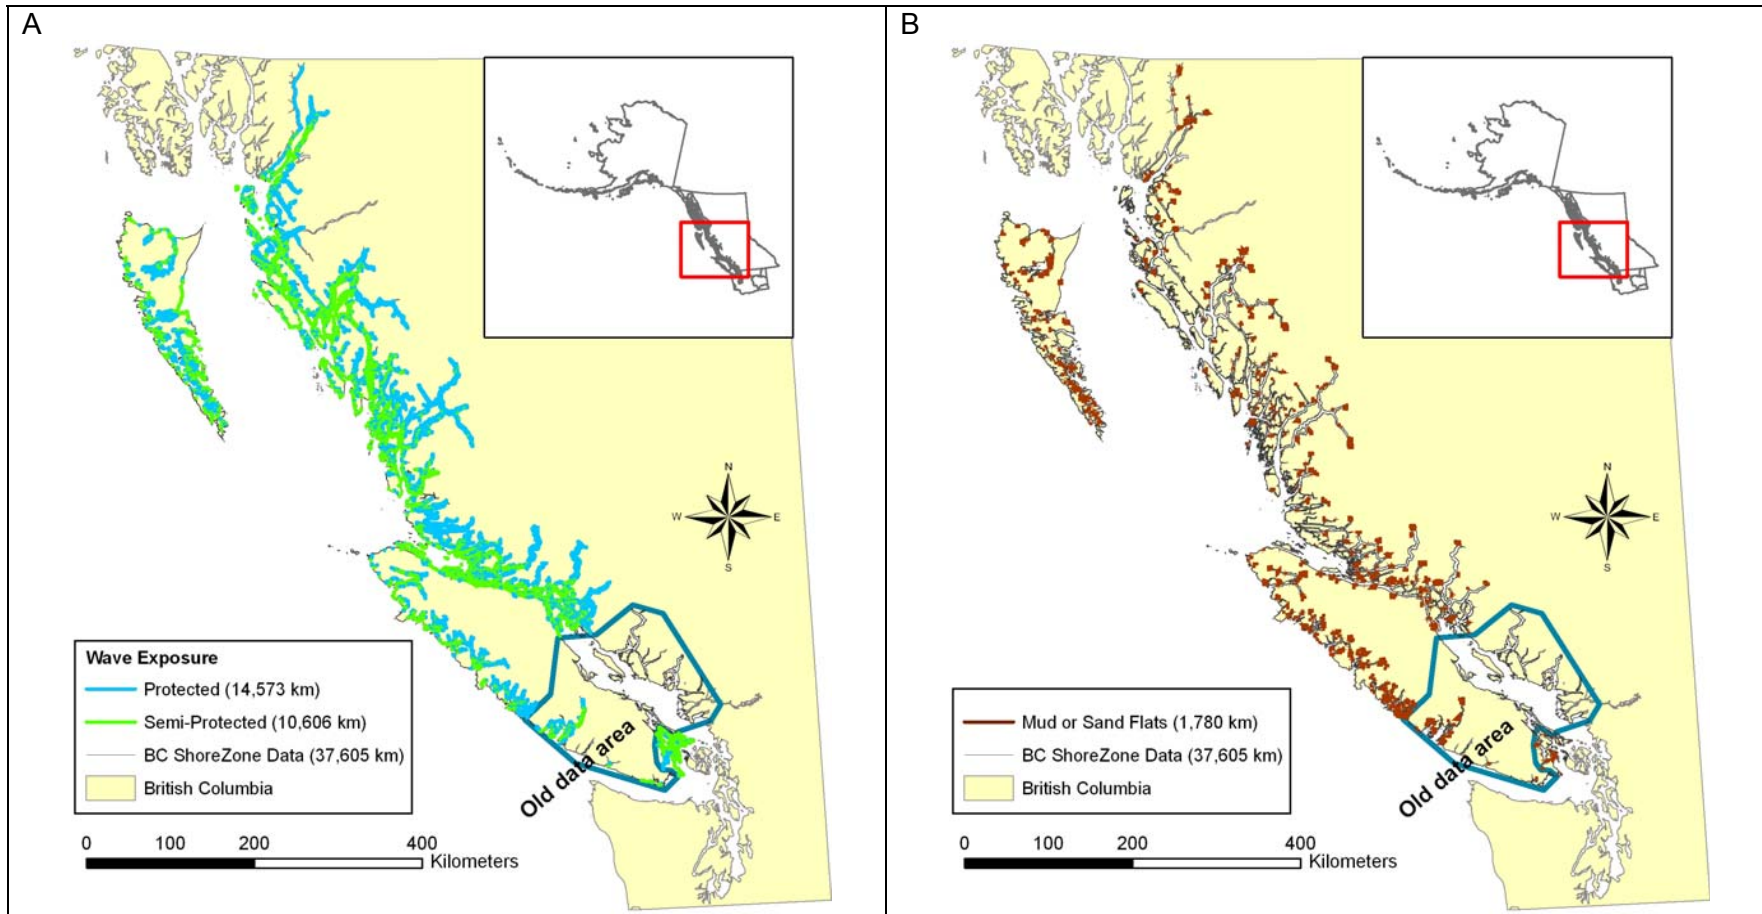 A
N
W
E
S
Wave Exposure
Protected (14,573 km)
Semi-Protected (10,606 km)
BC ShoreZone Data (37,605 km)
British Columbia
Old data area
0 100 200 400
Kilometers
B
N
W
E
S
Mud or Sand Flats (1,780 km)
BC ShoreZone Data (37,605 km)
British Columbia
Old data area
0 100 200 400
Kilometers